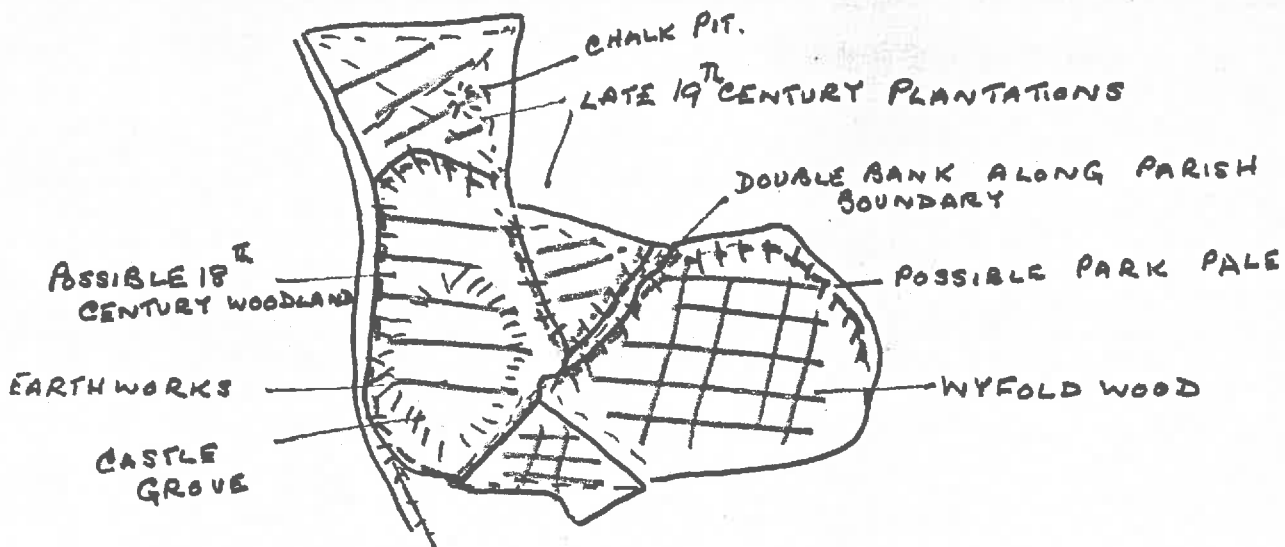 CHALK PIT.
LATE 19TH CENTURY PLANTATIONS
DOUBLE BANK ALONG PARISH
BOUNDARY
POSSIBLE 18TH
CENTURY WOODLAND
POSSIBLE PARK PALE
EARTHWORKS
WYFOLD WOOD
CASTLE
GROVE